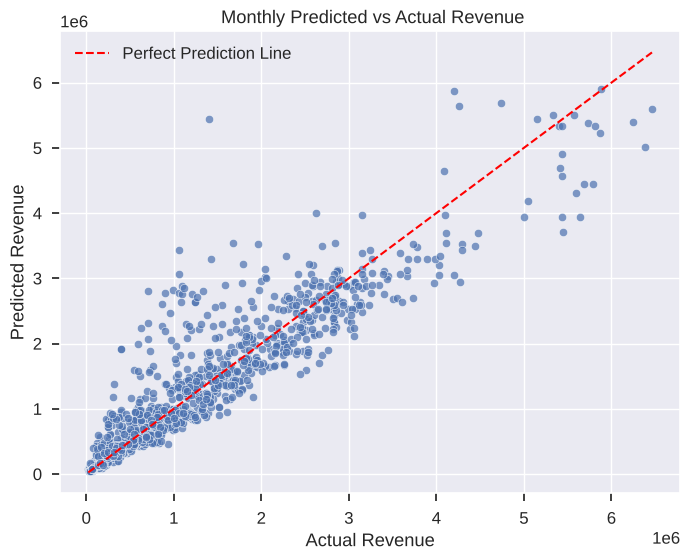 Monthly Predicted vs Actual Revenue
1e6
Perfect Prediction Line
6
5
4
3
2
1
0
Predicted Revenue
0 1 2 3 4 5 6
1e6
Actual Revenue